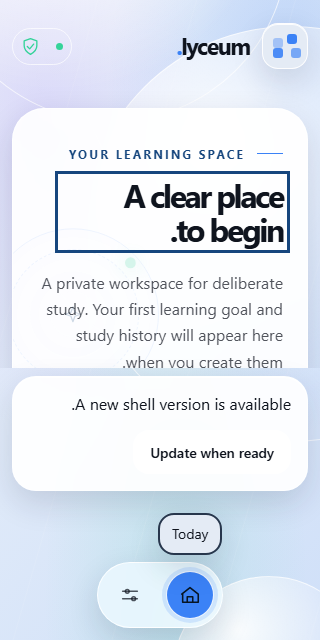 .lyceum
YOUR LEARNING SPACE
A clear place
.to begin
A private workspace for deliberate
study. Your first learning goal and
study history will appear here
.when you create them
.A new shell version is available
Update when ready
Today